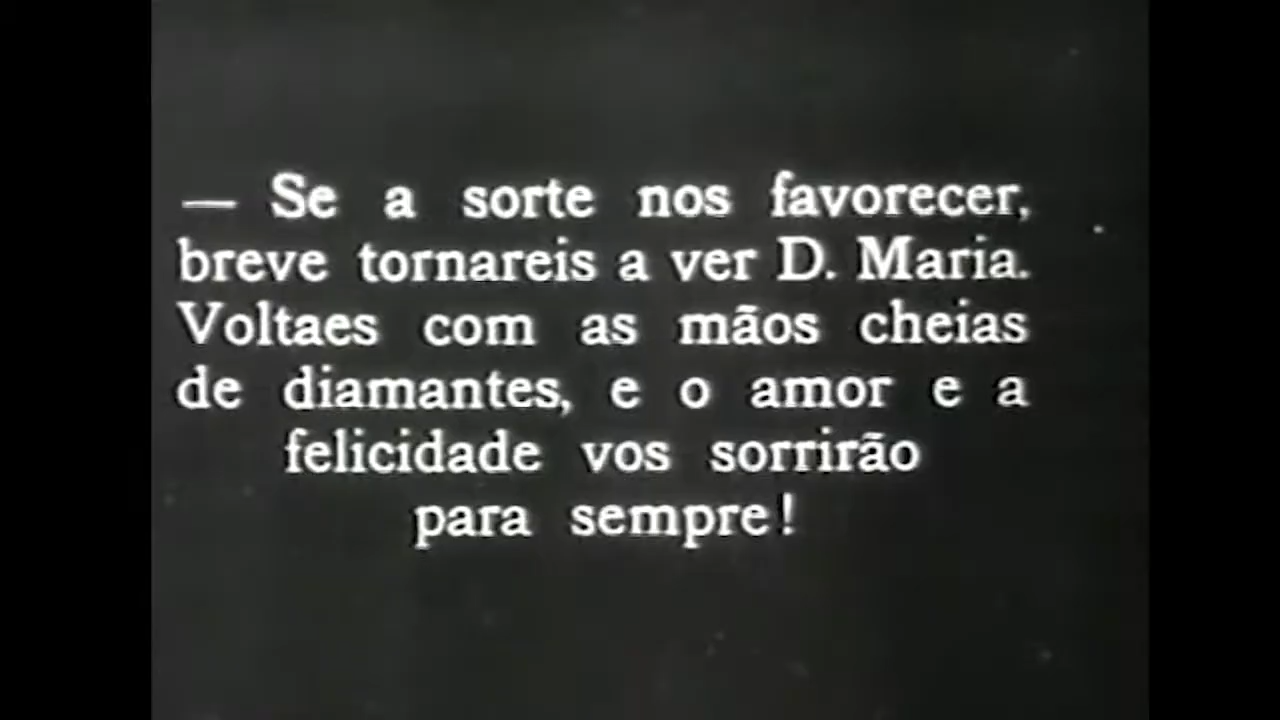 — Se a sorte nos favorecer,
breve tornareis a ver D. Maria.
Voltaes com as mãos cheias
de diamantes, e o amor e a
felicidade vos sorrirão
para sempre!